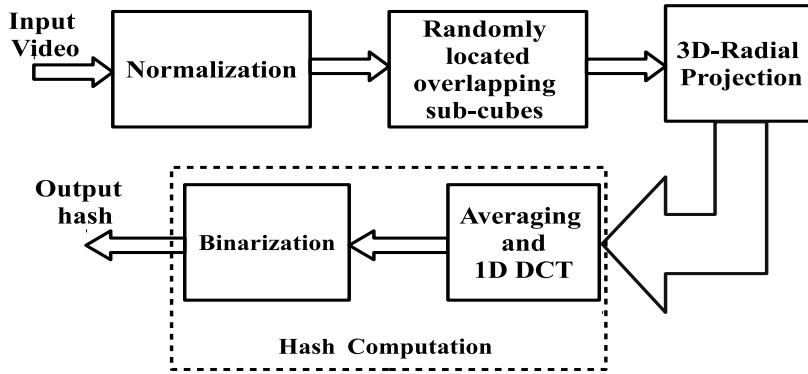 Input
Video
Normalization
Randomly
located
overlapping
sub-cubes
3D-Radial
Projection
Output
hash
Binarization
Averaging
and
1D DCT
Hash Computation